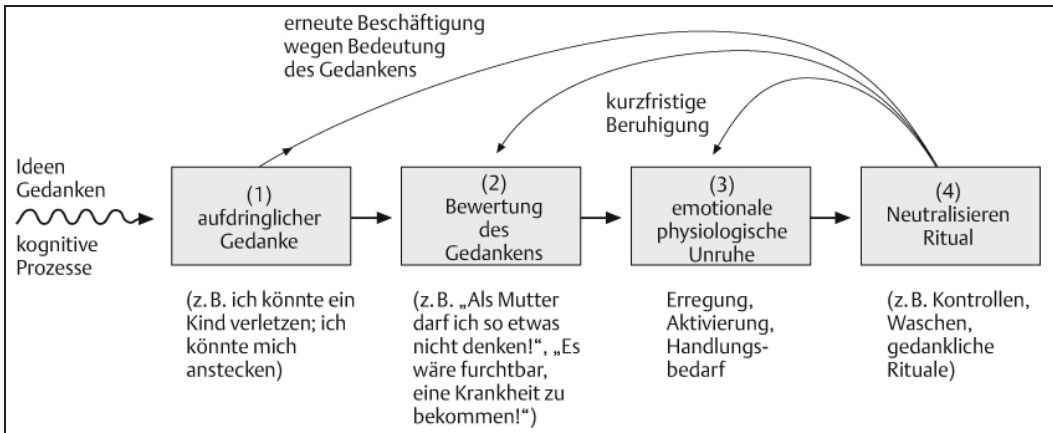 erneute Beschäftigung
wegen Bedeutung
des Gedankens
kurzfristige
Beruhigung
Ideen
Gedanken
kognitive
Prozesse
(1)
aufdringlicher
Gedanke
(2)
Bewertung
des
Gedankens
(3)
emotionale
physiologische
Unruhe
(4)
Neutralisieren
Ritual
(z. B. ich könnte ein
Kind verletzen; ich
könnte mich
anstecken)
(z. B. „Als Mutter
darf ich so etwas
nicht denken!“, „Es
wäre furchtbar,
eine Krankheit zu
bekommen!“)
Erregung,
Aktivierung,
Handlungs-
bedarf
(z. B. Kontrollen,
Waschen,
gedankliche
Rituale)